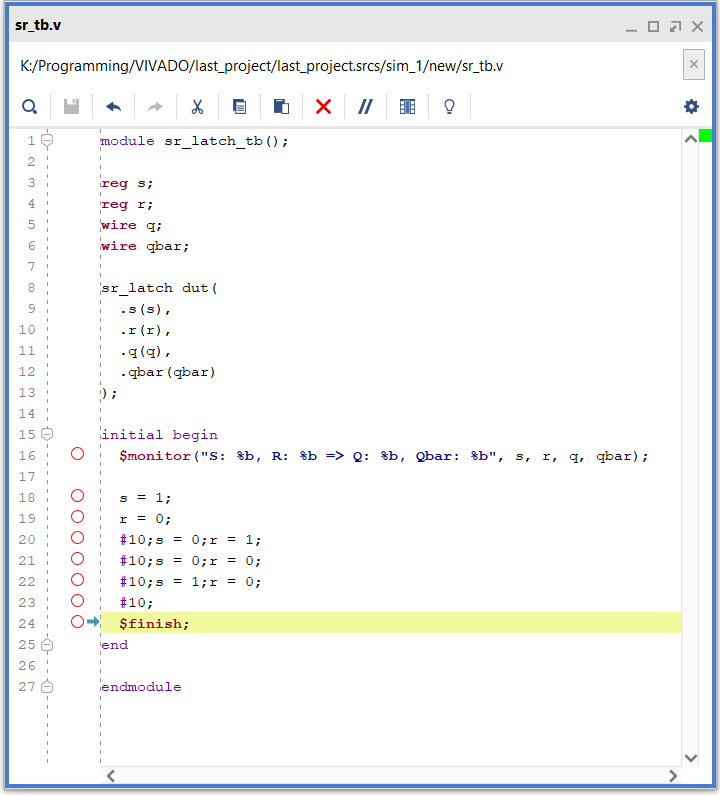 sr_tb.v
K:/Programming/VIVADO/last_project/last_project.srcs/sim_1/new/sr_tb.v
1 module sr_latch_tb();
2
3 reg s;
4 reg r;
5 wire q;
6 wire qbar;
7
8 sr_latch dut(
9 .s(s),
10 .r(r),
11 .q(q),
12 .qbar(qbar)
13 );
14
15 initial begin
16 $monitor("S: %b, R: %b => Q: %b, Qbar: %b", s, r, q, qbar);
17
18 s = 1;
19 r = 0;
20 #10;s = 0;r = 1;
21 #10;s = 0;r = 0;
22 #10;s = 1;r = 0;
23 #10;
24 $finish;
25 end
26
27 endmodule